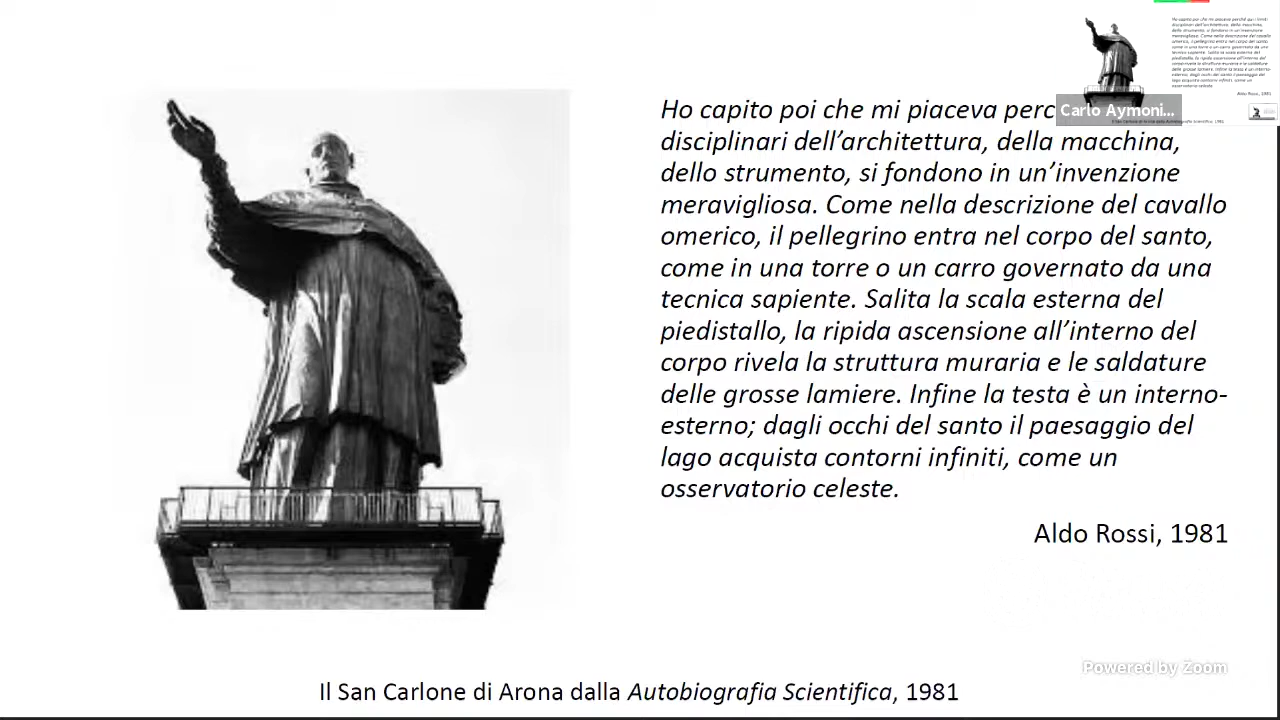 Ho capito poi che mi piaceva perc
disciplinari dell'architettura, della macchina,
dello strumento, si fondono in un'invenzione
meravigliosa. Come nella descrizione del cavallo
omerico, il pellegrino entra nel corpo del santo,
come in una torre o un carro governato da una
tecnica sapiente. Salita la scala esterna del
piedistallo, la ripida ascensione all'interno del
corpo rivela la struttura muraria e le saldature
delle grosse lamiere. Infine la testa è un interno-
esterno; dagli occhi del santo il paesaggio del
lago acquista contorni infiniti, come un
osservatorio celeste.
Aldo Rossi, 1981
Il San Carlone di Arona dalla Autobiografia Scientifica, 1981
Carlo Aymoni...
Powered by Zoom